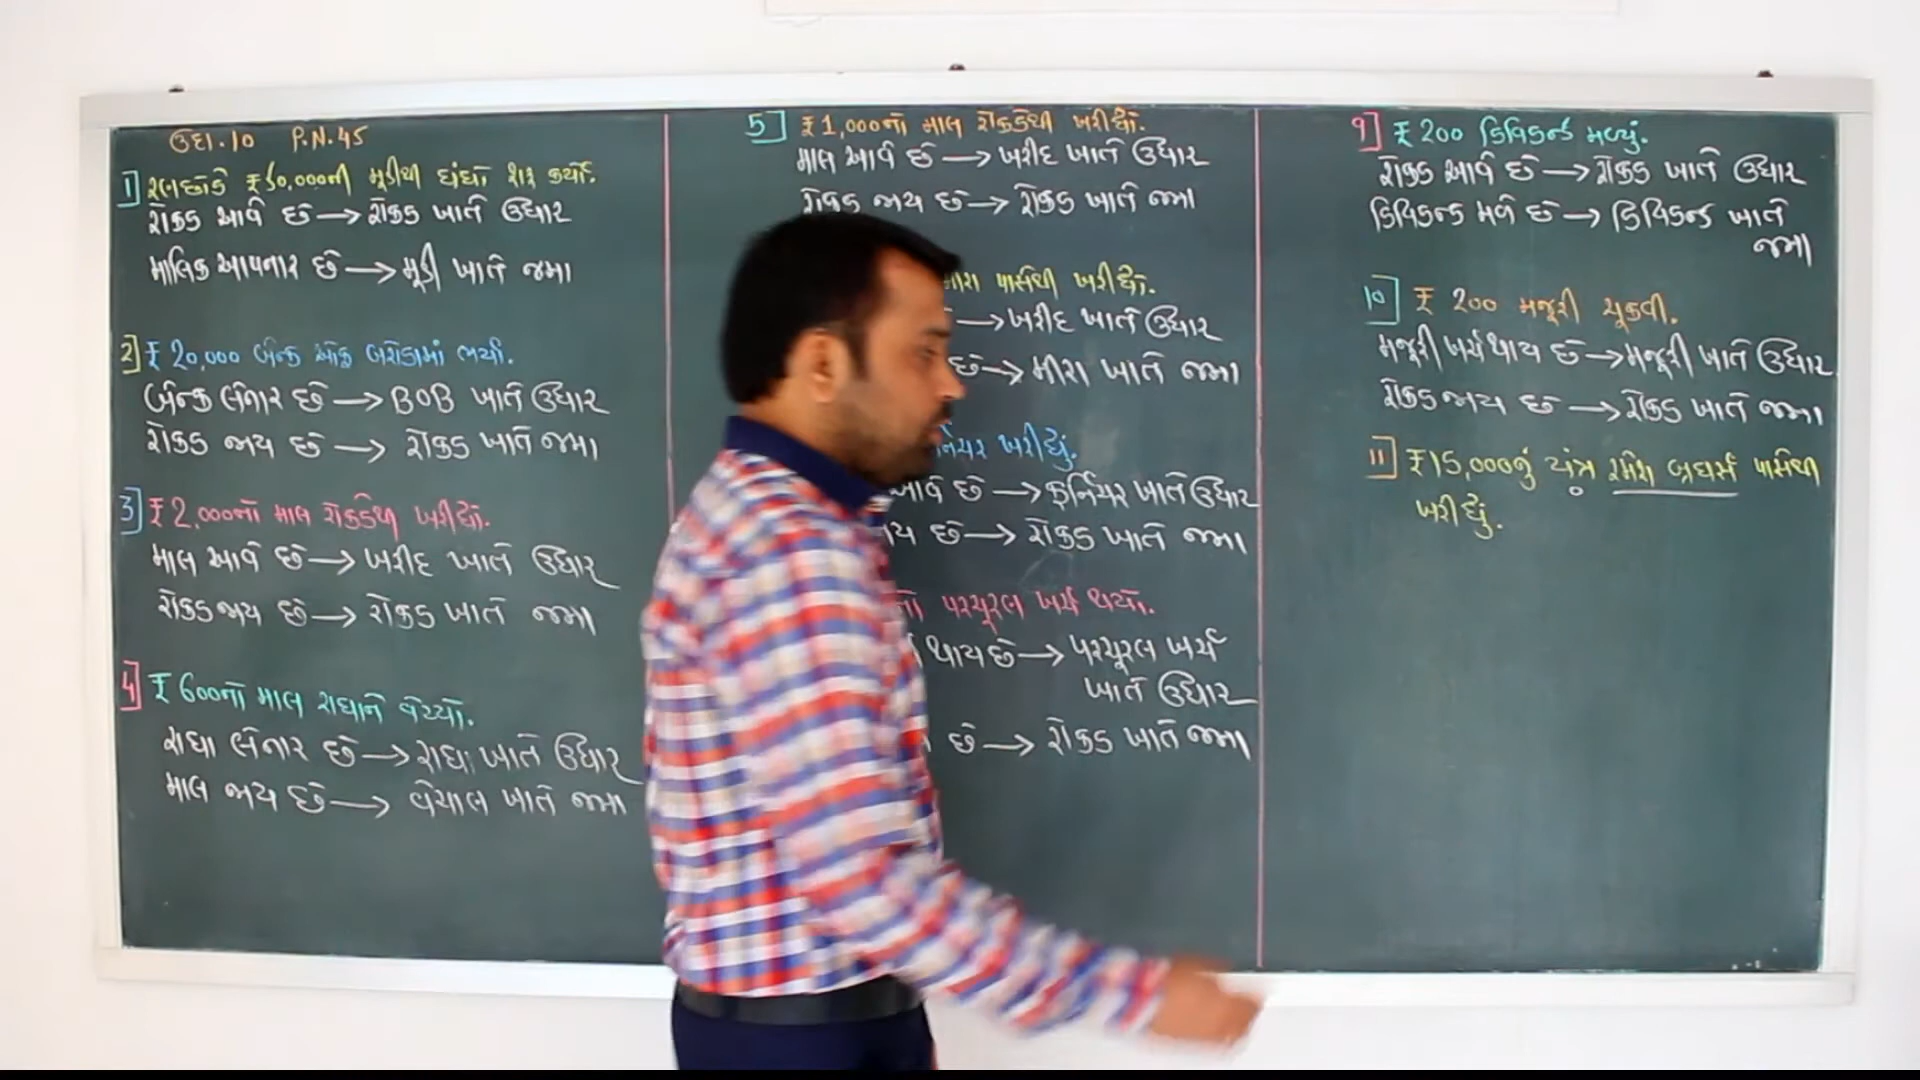 ઉદા.10 P.N.45
1] રણછોડે ₹50,000ની મૂડીથી ધંધો શરૂ કર્યો.
રોકડ આવે છે → રોકડ ખાતે ઉધાર
માલિક આપનાર છે → મૂડી ખાતે જમા
2] ₹20,000 બેન્ક ઓફ બરોડામાં ભર્યા.
બેન્ક લેનાર છે → BOB ખાતે ઉધાર
રોકડ જાય છે → રોકડ ખાતે જમા
3] ₹2,000નો માલ રોકડેથી ખરીદ્યો.
માલ આવે છે → ખરીદ ખાતે ઉધાર
રોકડ જાય છે → રોકડ ખાતે જમા
4] ₹600નો માલ રાધાને વેચ્યો.
રાધા લેનાર છે → રાધા ખાતે ઉધાર
માલ જાય છે → વેચાણ ખાતે જમા
5] ₹1,000નો માલ રોકડેથી ખરીદ્યો.
માલ આવે છે → ખરીદ ખાતે ઉધાર
રોકડ જાય છે → રોકડ ખાતે જમા
પાસેથી ખરીદ્યો.
→ ખરીદ ખાતે ઉધાર
છે → મીરા ખાતે જમા
ખરીદ્યું.
આવે છે → ફર્નિચર ખાતે ઉધાર
છે → રોકડ ખાતે જમા
પરચૂરણ ખર્ચ થયો.
થાય છે → પરચૂરણ ખર્ચ
ખાતે ઉધાર
છે → રોકડ ખાતે જમા
9] ₹200 ડિવિડન્ડ મળ્યું.
રોકડ આવે છે → રોકડ ખાતે ઉધાર
ડિવિડન્ડ મળે છે → ડિવિડન્ડ ખાતે
જમા
10] ₹ 200 મજૂરી ચૂકવી.
મજૂરી ખર્ચ થાય છે → મજૂરી ખાતે ઉધાર
રોકડ જાય છે → રોકડ ખાતે જમા
11] ₹15,000નું યંત્ર રમેશ બ્રધર્સ પાસેથી
ખરીદ્યું.